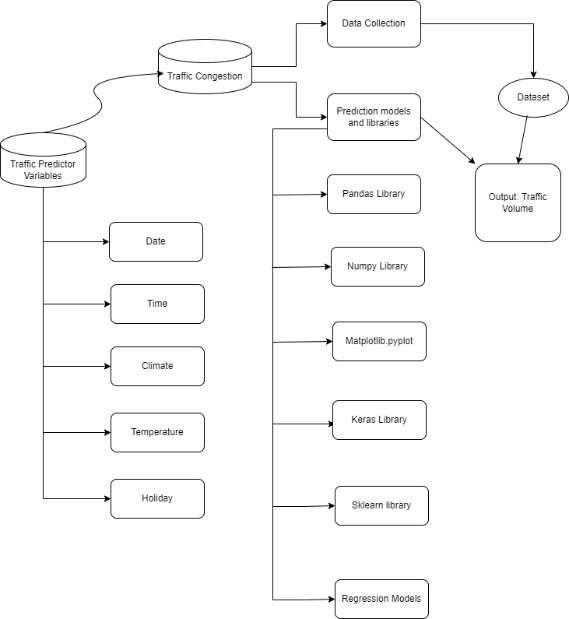 Data Collection
Traffic Congestion
Dataset
Prediction models
and libraries
Traffic Predictor
Variables
Pandas Library
Output: Traffic
Volume
Date
Numpy Library
Time
Matplotlib.pyplot
Climate
Keras Library
Temperature
Holiday
Sklearn library
Regression Models